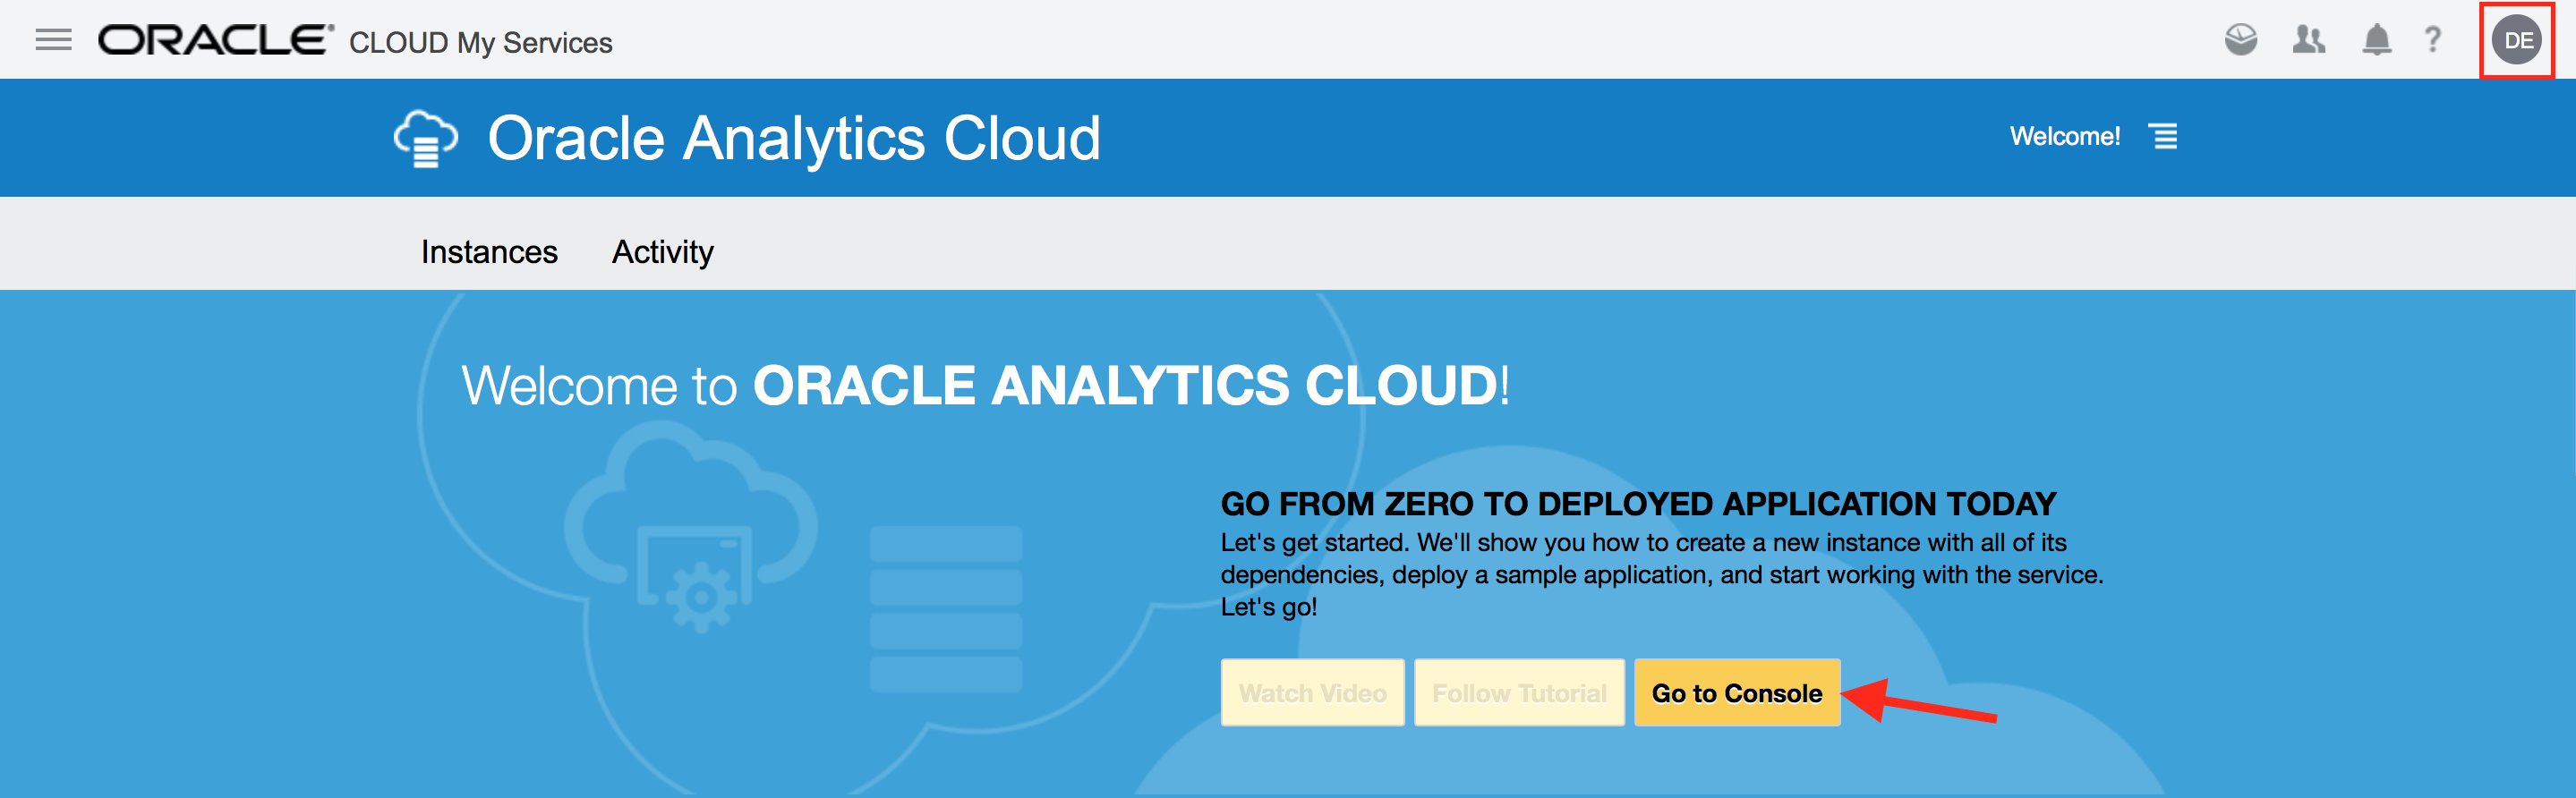 ORACLE® CLOUD My Services ? DE
Oracle Analytics Cloud Welcome!
Instances Activity
Welcome to ORACLE ANALYTICS CLOUD!
GO FROM ZERO TO DEPLOYED APPLICATION TODAY
Let's get started. We'll show you how to create a new instance with all of its
dependencies, deploy a sample application, and start working with the service.
Let's go!
Watch Video Follow Tutorial Go to Console